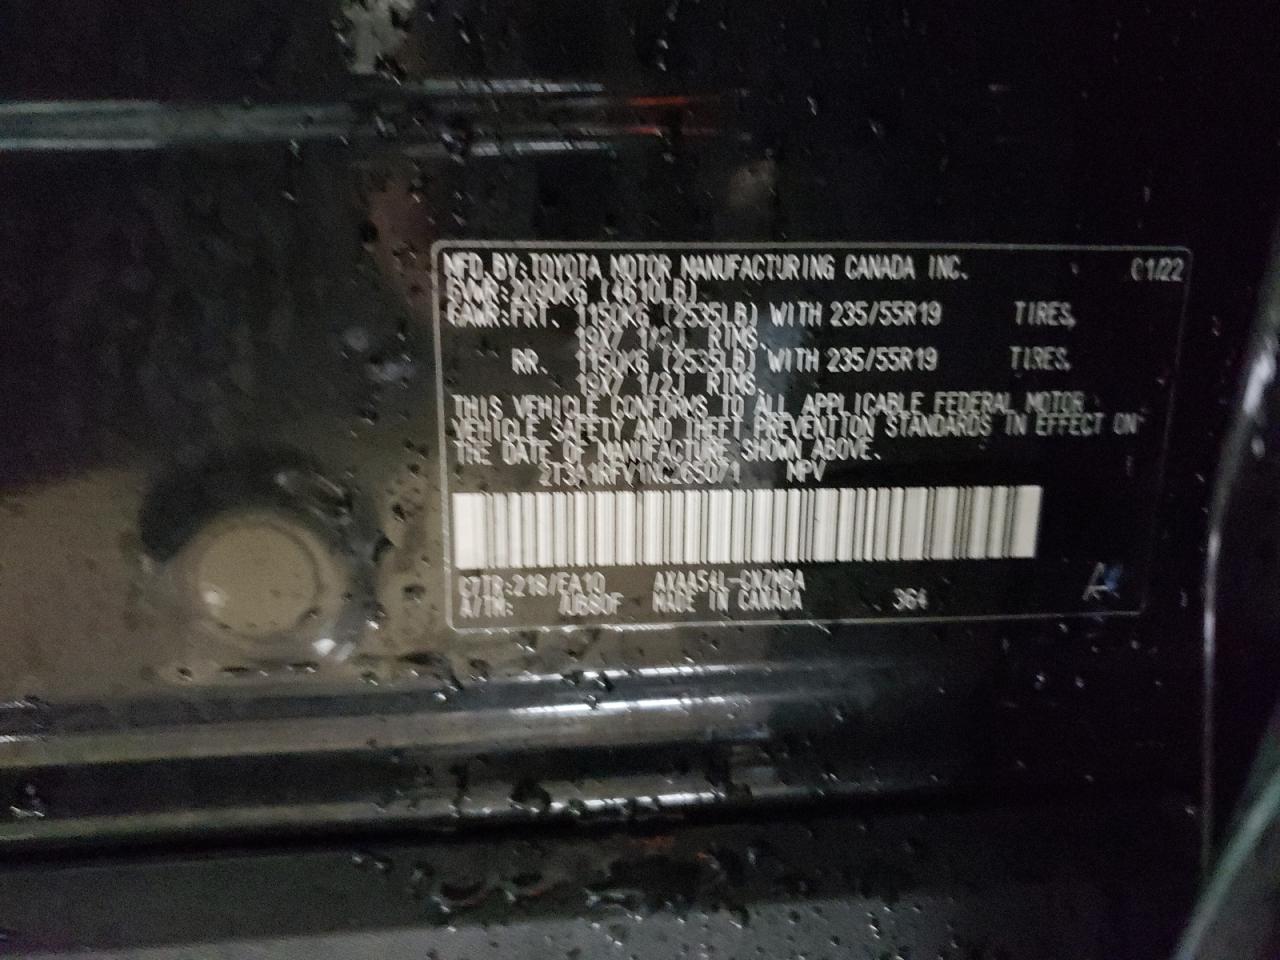 MFD.BY:TOYOTA MOTOR MANUFACTURING CANADA INC. 01/22
GVWR:2090KG (4610LB)
GAWR:FRT. 1150KG (2535LB) WITH 235/55R19 TIRES,
19X7 1/2J RIMS.
RR. 1150KG (2535LB) WITH 235/55R19 TIRES,
19X7 1/2J RIMS.
THIS VEHICLE CONFORMS TO ALL APPLICABLE FEDERAL MOTOR
VEHICLE SAFETY AND THEFT PREVENTION STANDARDS IN EFFECT ON
THE DATE OF MANUFACTURE SHOWN ABOVE.
2T3A1RFV1NC265071 MPV
C/TR:218/EA10 AXAA54L-CNZMBA
A/TM: /UB80F MADE IN CANADA 364